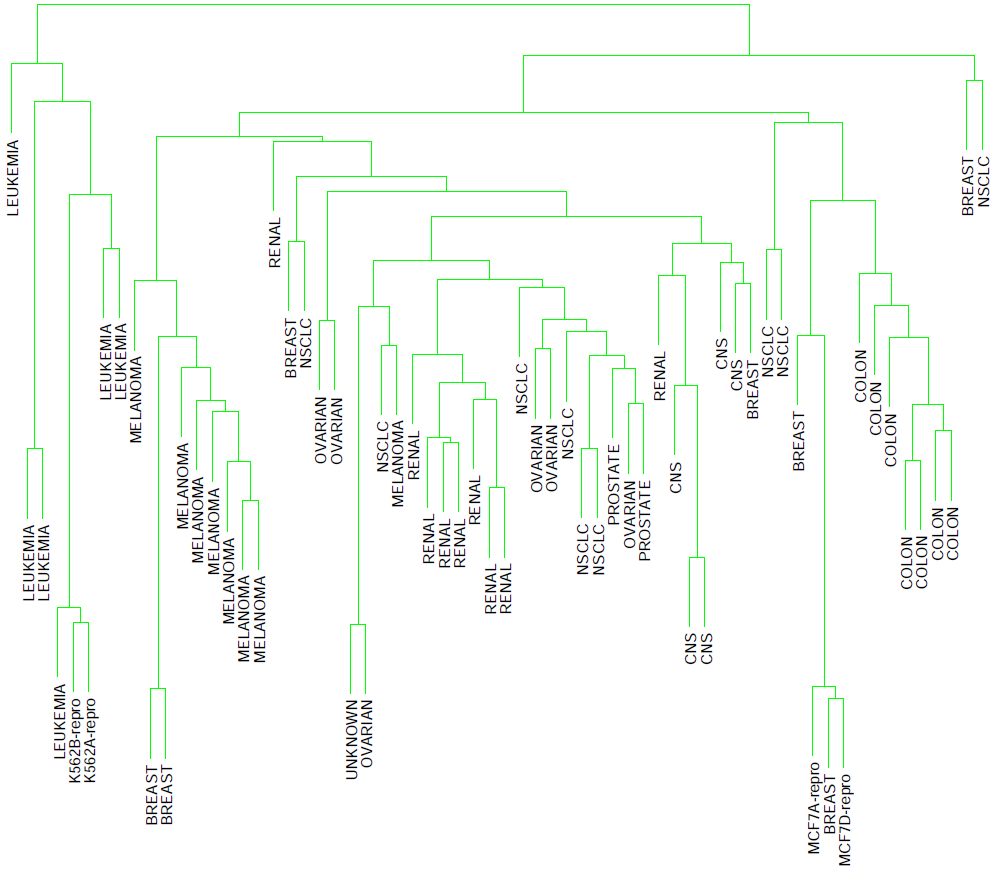 LEUKEMIA
LEUKEMIA
LEUKEMIA
LEUKEMIA
K562B-repro
K562A-repro
LEUKEMIA
LEUKEMIA
MELANOMA
BREAST
BREAST
MELANOMA
MELANOMA
MELANOMA
MELANOMA
MELANOMA
MELANOMA
RENAL
BREAST
NSCLC
OVARIAN
OVARIAN
UNKNOWN
OVARIAN
NSCLC
MELANOMA
RENAL
RENAL
RENAL
RENAL
RENAL
RENAL
RENAL
NSCLC
OVARIAN
OVARIAN
NSCLC
NSCLC
NSCLC
PROSTATE
OVARIAN
PROSTATE
RENAL
CNS
CNS
CNS
CNS
CNS
BREAST
NSCLC
NSCLC
BREAST
MCF7A-repro
BREAST
MCF7D-repro
COLON
COLON
COLON
COLON
COLON
COLON
COLON
BREAST
NSCLC